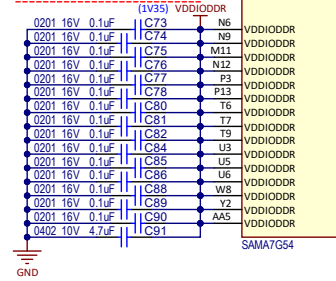 (1V35) VDDIODDR
0201 16V 0.1uF C73 N6 VDDIODDR
0201 16V 0.1uF C74 N9 VDDIODDR
0201 16V 0.1uF C75 M11 VDDIODDR
0201 16V 0.1uF C76 N12 VDDIODDR
0201 16V 0.1uF C77 P3 VDDIODDR
0201 16V 0.1uF C78 P13 VDDIODDR
0201 16V 0.1uF C80 T6 VDDIODDR
0201 16V 0.1uF C81 T7 VDDIODDR
0201 16V 0.1uF C82 T9 VDDIODDR
0201 16V 0.1uF C84 U3 VDDIODDR
0201 16V 0.1uF C85 U5 VDDIODDR
0201 16V 0.1uF C86 U6 VDDIODDR
0201 16V 0.1uF C88 W8 VDDIODDR
0201 16V 0.1uF C89 Y2 VDDIODDR
0201 16V 0.1uF C90 AA5 VDDIODDR
0402 10V 4.7uF C91
SAMA7G54
GND